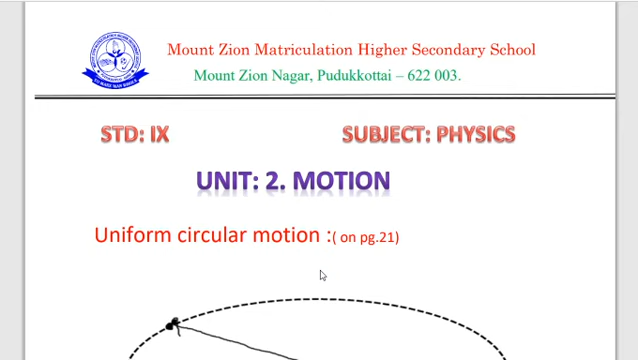 Mount Zion Matriculation Higher Secondary School
Mount Zion Nagar, Pudukkottai – 622 003.
STD: IX SUBJECT: PHYSICS
UNIT: 2. MOTION
Uniform circular motion :( on pg.21)